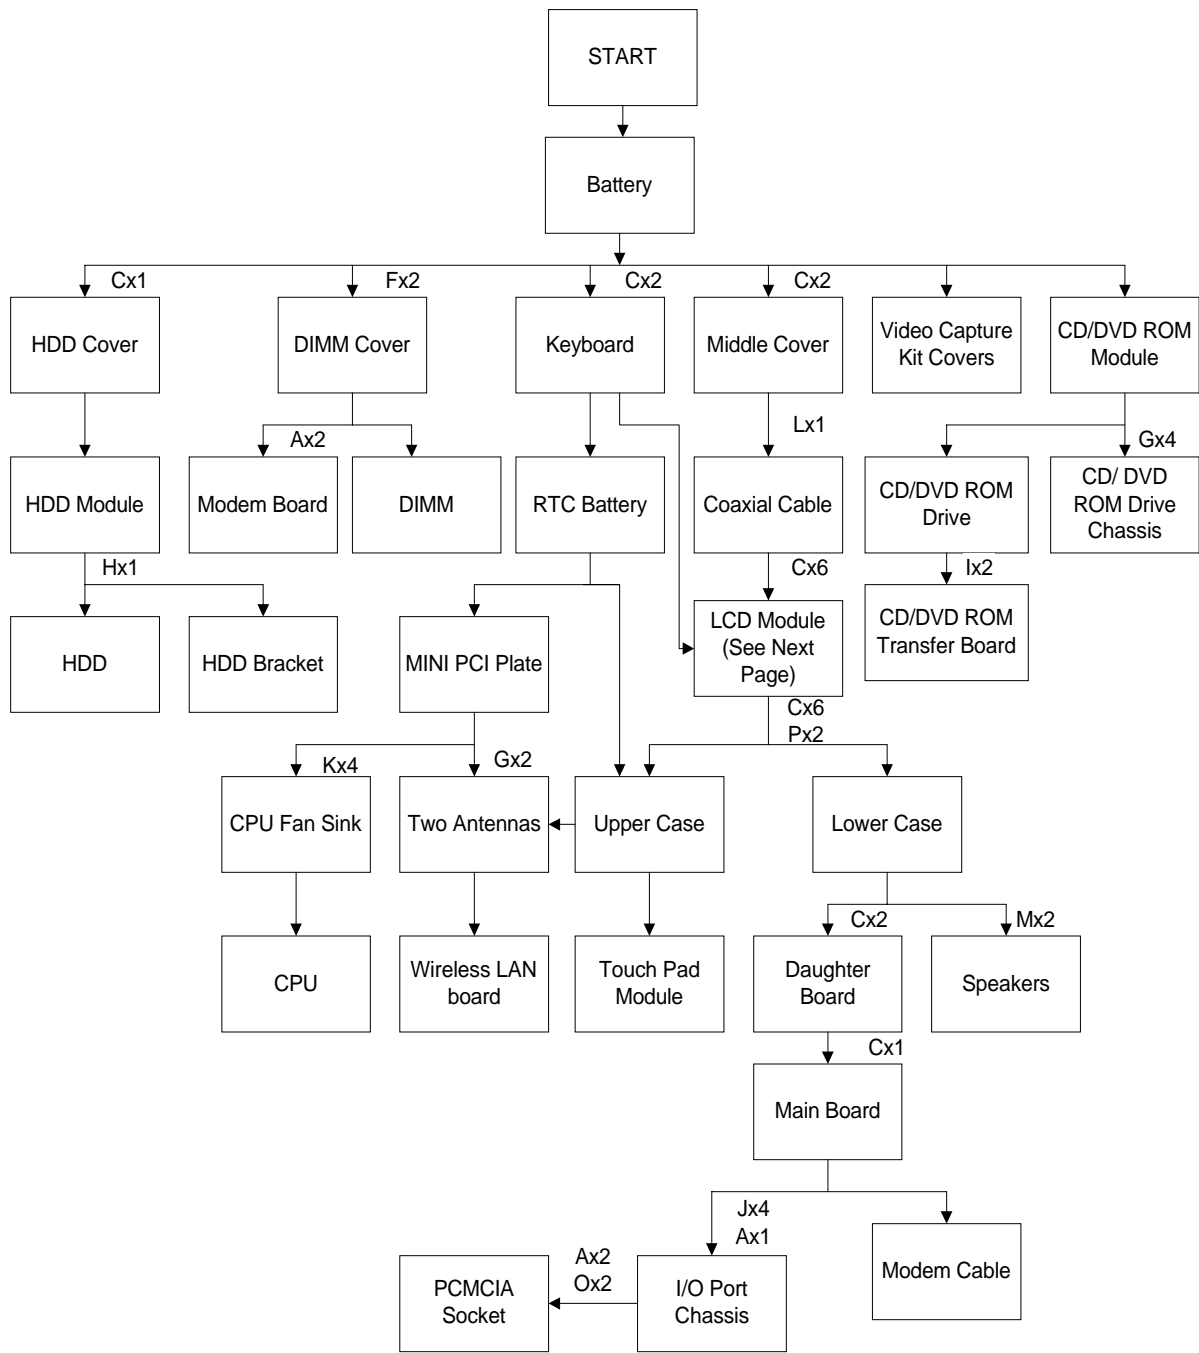 START
Battery
Cx1
Fx2
Cx2
Cx2
HDD Cover
DIMM Cover
Keyboard
Middle Cover
Video Capture
Kit Covers
CD/DVD ROM
Module
Ax2
Lx1
Gx4
HDD Module
Modem Board
DIMM
RTC Battery
Coaxial Cable
CD/DVD ROM
Drive
CD/ DVD
ROM Drive
Chassis
Hx1
Cx6
Ix2
HDD
HDD Bracket
MINI PCI Plate
LCD Module
(See Next
Page)
CD/DVD ROM
Transfer Board
Cx6
Px2
Kx4
Gx2
CPU Fan Sink
Two Antennas
Upper Case
Lower Case
Cx2
Mx2
CPU
Wireless LAN
board
Touch Pad
Module
Daughter
Board
Speakers
Cx1
Main Board
Jx4
Ax1
Ax2
Ox2
PCMCIA
Socket
I/O Port
Chassis
Modem Cable